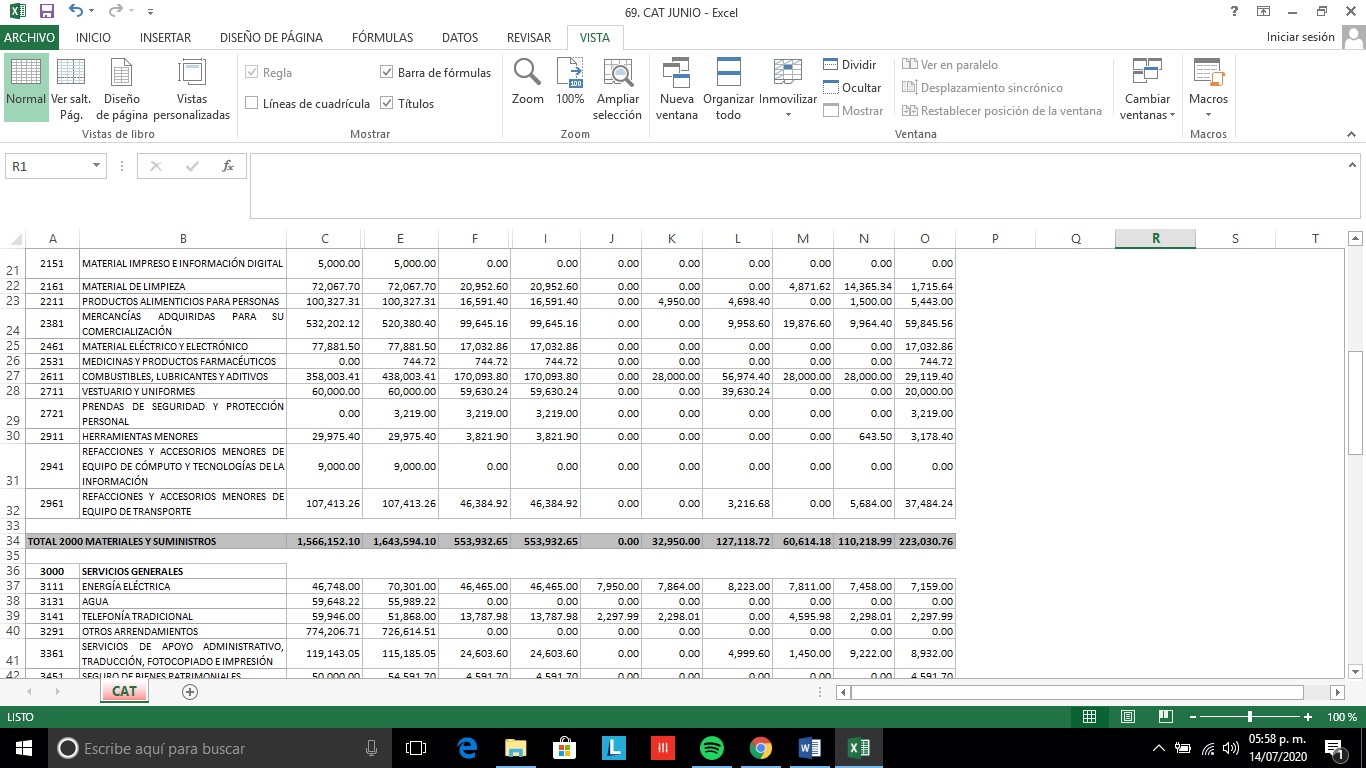 69. CAT JUNIO - Excel
ARCHIVO INICIO INSERTAR DISEÑO DE PÁGINA FÓRMULAS DATOS REVISAR VISTA Iniciar sesión
Normal Ver salt. Pág. Diseño de página Vistas personalizadas
Vistas de libro
Regla Barra de fórmulas
Líneas de cuadrícula Títulos
Mostrar
Zoom 100% Ampliar selección
Zoom
Nueva ventana Organizar todo Inmovilizar
Dividir Ver en paralelo
Ocultar Desplazamiento sincrónico
Mostrar Restablecer posición de la ventana
Cambiar ventanas
Ventana
Macros
Macros
R1 fx
A B C E F I J K L M N O P Q R S T
21 2151 MATERIAL IMPRESO E INFORMACIÓN DIGITAL 5,000.00 5,000.00 0.00 0.00 0.00 0.00 0.00 0.00 0.00 0.00
22 2161 MATERIAL DE LIMPIEZA 72,067.70 72,067.70 20,952.60 20,952.60 0.00 0.00 0.00 4,871.62 14,365.34 1,715.64
23 2211 PRODUCTOS ALIMENTICIOS PARA PERSONAS 100,327.31 100,327.31 16,591.40 16,591.40 0.00 4,950.00 4,698.40 0.00 1,500.00 5,443.00
24 2381 MERCANCÍAS ADQUIRIDAS PARA SU
COMERCIALIZACIÓN 532,202.12 520,380.40 99,645.16 99,645.16 0.00 0.00 9,958.60 19,876.60 9,964.40 59,845.56
25 2461 MATERIAL ELÉCTRICO Y ELECTRÓNICO 77,881.50 77,881.50 17,032.86 17,032.86 0.00 0.00 0.00 0.00 0.00 17,032.86
26 2531 MEDICINAS Y PRODUCTOS FARMACÉUTICOS 0.00 744.72 744.72 744.72 0.00 0.00 0.00 0.00 0.00 744.72
27 2611 COMBUSTIBLES, LUBRICANTES Y ADITIVOS 358,003.41 438,003.41 170,093.80 170,093.80 0.00 28,000.00 56,974.40 28,000.00 28,000.00 29,119.40
28 2711 VESTUARIO Y UNIFORMES 60,000.00 60,000.00 59,630.24 59,630.24 0.00 0.00 39,630.24 0.00 0.00 20,000.00
29 2721 PRENDAS DE SEGURIDAD Y PROTECCIÓN
PERSONAL 0.00 3,219.00 3,219.00 3,219.00 0.00 0.00 0.00 0.00 0.00 3,219.00
30 2911 HERRAMIENTAS MENORES 29,975.40 29,975.40 3,821.90 3,821.90 0.00 0.00 0.00 0.00 643.50 3,178.40
31 2941 REFACCIONES Y ACCESORIOS MENORES DE
EQUIPO DE CÓMPUTO Y TECNOLOGÍAS DE LA
INFORMACIÓN 9,000.00 9,000.00 0.00 0.00 0.00 0.00 0.00 0.00 0.00 0.00
32 2961 REFACCIONES Y ACCESORIOS MENORES DE
EQUIPO DE TRANSPORTE 107,413.26 107,413.26 46,384.92 46,384.92 0.00 0.00 3,216.68 0.00 5,684.00 37,484.24
33
34 TOTAL 2000 MATERIALES Y SUMINISTROS 1,566,152.10 1,643,594.10 553,932.65 553,932.65 0.00 32,950.00 127,118.72 60,614.18 110,218.99 223,030.76
35
36 3000 SERVICIOS GENERALES
37 3111 ENERGÍA ELÉCTRICA 46,748.00 70,301.00 46,465.00 46,465.00 7,950.00 7,864.00 8,223.00 7,811.00 7,458.00 7,159.00
38 3131 AGUA 59,648.22 55,989.22 0.00 0.00 0.00 0.00 0.00 0.00 0.00 0.00
39 3141 TELEFONÍA TRADICIONAL 59,946.00 51,868.00 13,787.98 13,787.98 2,297.99 2,298.01 0.00 4,595.98 2,298.01 2,297.99
40 3291 OTROS ARRENDAMIENTOS 774,206.71 726,614.51 0.00 0.00 0.00 0.00 0.00 0.00 0.00 0.00
41 3361 SERVICIOS DE APOYO ADMINISTRATIVO,
TRADUCCIÓN, FOTOCOPIADO E IMPRESIÓN 119,143.05 115,185.05 24,603.60 24,603.60 0.00 0.00 4,999.60 1,450.00 9,222.00 8,932.00
42 3451 SEGURO DE BIENES PATRIMONIALES 50,000.00 54,591.70 4,591.70 4,591.70 0.00 0.00 0.00 0.00 0.00 4,591.70
CAT
LISTO 100 %
Escribe aquí para buscar
05:58 p. m.
14/07/2020
1